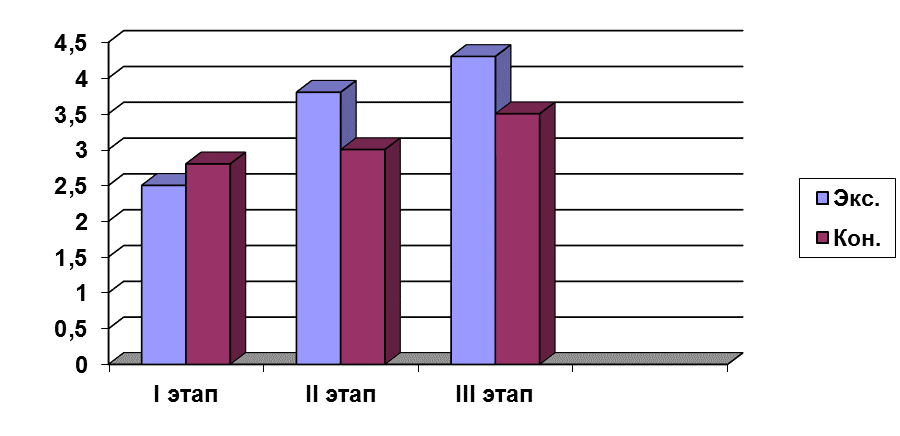 4,5
4
3,5
3
2,5
2
1,5
1
0,5
0
I этап
II этап
III этап
Экс.
Кон.